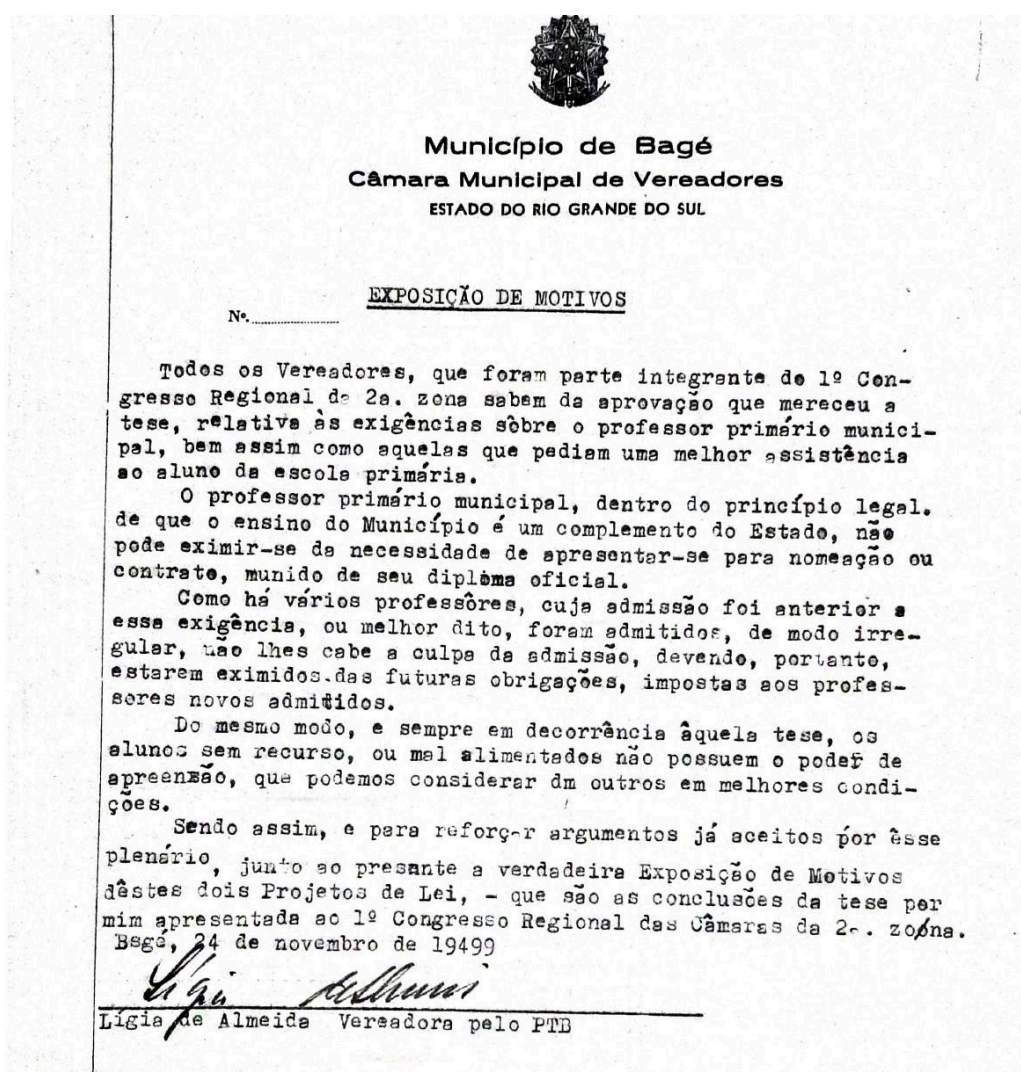 Município de Bagé
Câmara Municipal de Vereadores
ESTADO DO RIO GRANDE DO SUL
EXPOSIÇÃO DE MOTIVOS
Nº.
Todos os Vereadores, que foram parte integrante do 1º Con-
gresso Regional da 2a. zona sabem da aprovação que mereceu a
tese, relativa às exigências sôbre o professor primário munici-
pal, bem assim como aquelas que pediam uma melhor assistência
ao aluno da escola primária.
O professor primário municipal, dentro do princípio legal.
de que o ensino do Município é um complemento do Estado, não
pode eximir-se da necessidade de apresentar-se para nomeação ou
contrato, munido de seu diplôma oficial.
Como há vários professôres, cuja admissão foi anterior a
essa exigência, ou melhor dito, foram admitidos, de modo irre-
gular, não lhes cabe a culpa da admissão, devendo, portanto,
estarem eximidos.das futuras obrigações, impostas aos profes-
sores novos admitidos.
Do mesmo modo, e sempre em decorrência âquela tese, os
alunos sem recurso, ou mal alimentados não possuem o poder de
apreensão, que podemos considerar dm outros em melhores condi-
ções.
Sendo assim, e para reforçar argumentos já aceitos por êsse
plenário, junto ao presente a verdadeira Exposição de Motivos
dêstes dois Projetos de Lei, - que são as conclusões da tese por
mim apresentada ao 1º Congresso Regional das Câmaras da 2a. zoona.
Bagé, 24 de novembro de 19499
Lígia de Almeida Vereadora pelo PTB